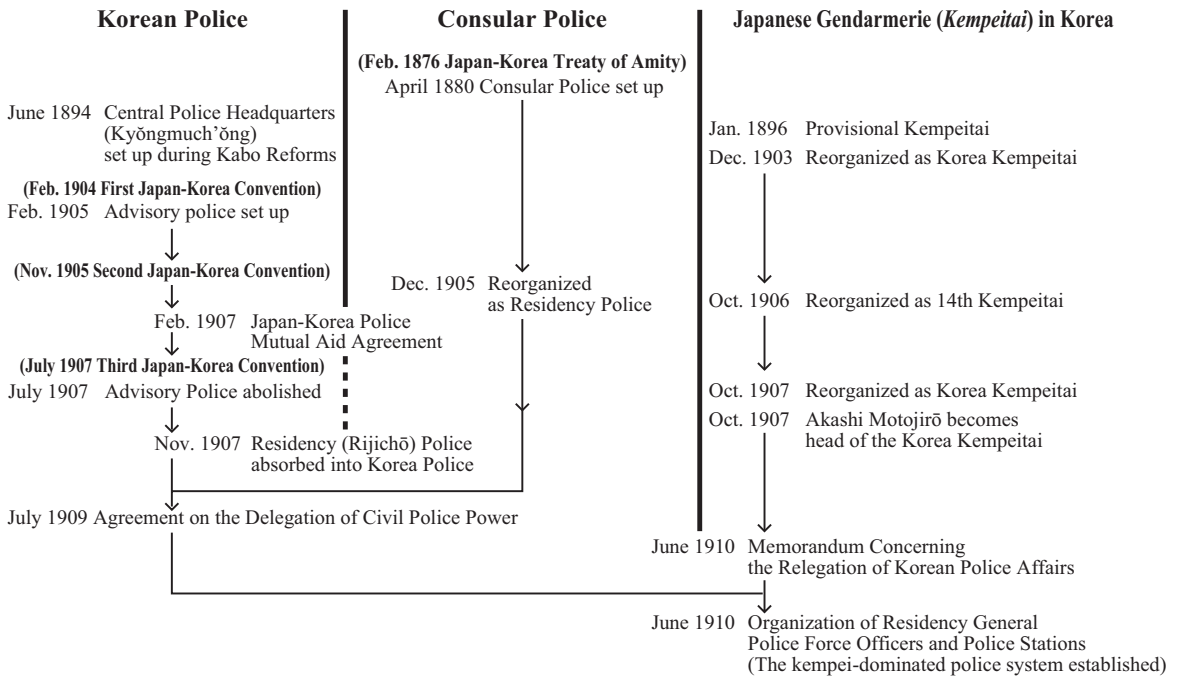 Korean Police
June 1894 Central Police Headquarters
(Kyŏngmuch’ŏng)
set up during Kabo Reforms
(Feb. 1904 First Japan-Korea Convention)
Feb. 1905 Advisory police set up
(Nov. 1905 Second Japan-Korea Convention)
Feb. 1907 Japan-Korea Police
Mutual Aid Agreement
(July 1907 Third Japan-Korea Convention)
July 1907 Advisory Police abolished
Nov. 1907 Residency (Rijichō) Police
absorbed into Korea Police
July 1909 Agreement on the Delegation of Civil Police Power
Consular Police
(Feb. 1876 Japan-Korea Treaty of Amity)
April 1880 Consular Police set up
Dec. 1905 Reorganized
as Residency Police
Japanese Gendarmerie (Kempeitai) in Korea
Jan. 1896 Provisional Kempeitai
Dec. 1903 Reorganized as Korea Kempeitai
Oct. 1906 Reorganized as 14th Kempeitai
Oct. 1907 Reorganized as Korea Kempeitai
Oct. 1907 Akashi Motojirō becomes
head of the Korea Kempeitai
June 1910 Memorandum Concerning
the Relegation of Korean Police Affairs
June 1910 Organization of Residency General
Police Force Officers and Police Stations
(The kempei-dominated police system established)